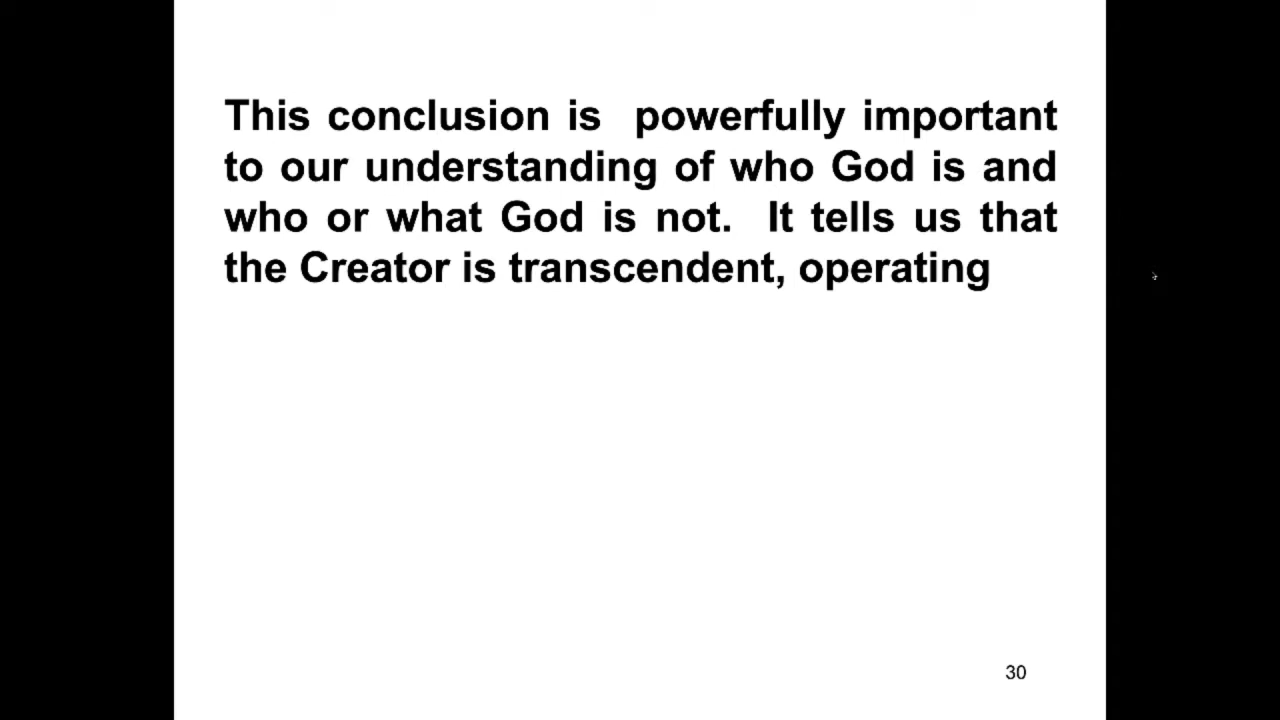 This conclusion is  powerfully important
to our understanding of who God is and
who or what God is not.  It tells us that
the Creator is transcendent, operating
30